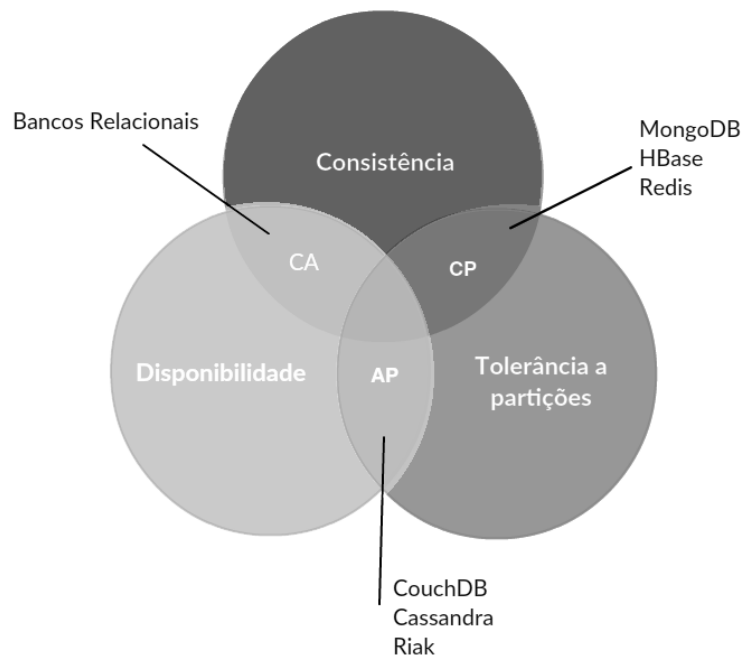 Bancos Relacionais
Consistência
MongoDB
HBase
Redis
CA
CP
Disponibilidade
AP
Tolerância a
partições
CouchDB
Cassandra
Riak